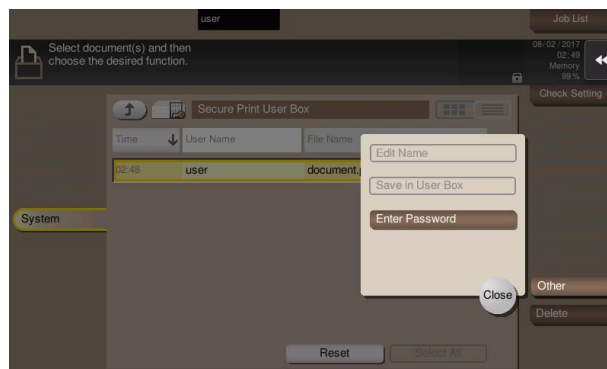 user
Job List
Select document(s) and then
choose the desired function.
08/02/2017
02:49
Memory
99%
Check Setting
Secure Print User Box
Time
User Name
File Name
02:48
user
document.p
Edit Name
Save in User Box
Enter Password
System
Close
Other
Delete
Reset
Select All